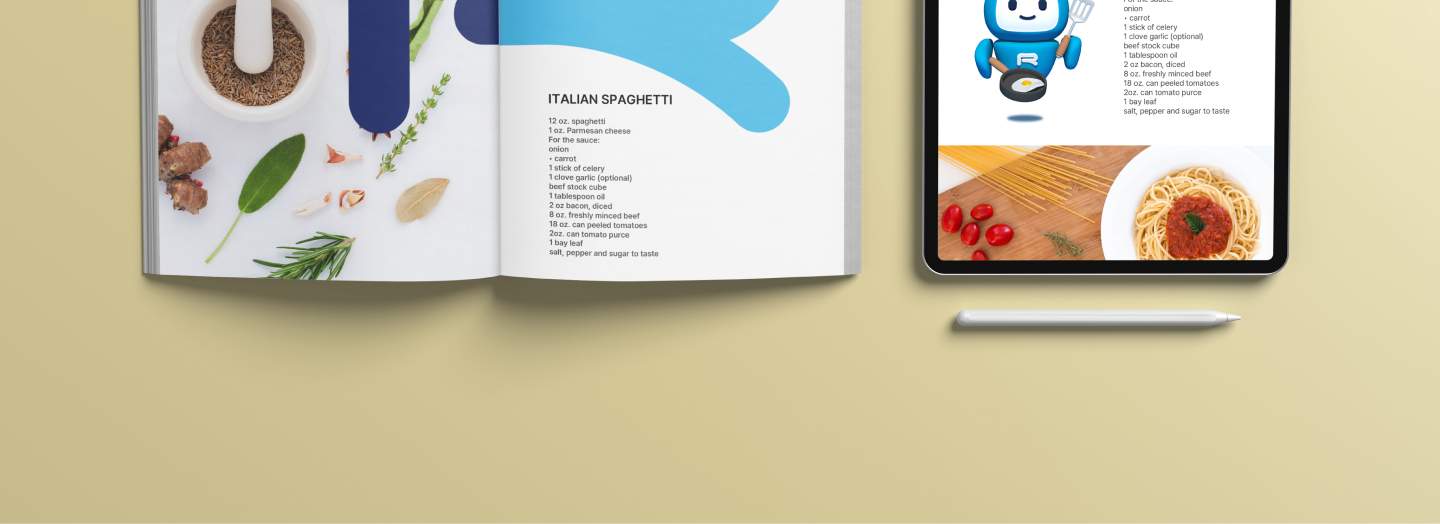 ITALIAN SPAGHETTI
12 oz. spaghetti
1 oz. Parmesan cheese
For the sauce:
onion
• carrot
1 stick of celery
1 clove garlic (optional)
beef stock cube
1 tablespoon oil
2 oz bacon, diced
8 oz. freshly minced beef
18 oz. can peeled tomatoes
2oz. can tomato purce
1 bay leaf
salt, pepper and sugar to taste
For the sauce:
onion
• carrot
1 stick of celery
1 clove garlic (optional)
beef stock cube
1 tablespoon oil
2 oz bacon, diced
8 oz. freshly minced beef
18 oz. can peeled tomatoes
2oz. can tomato purce
1 bay leaf
salt, pepper and sugar to taste
R